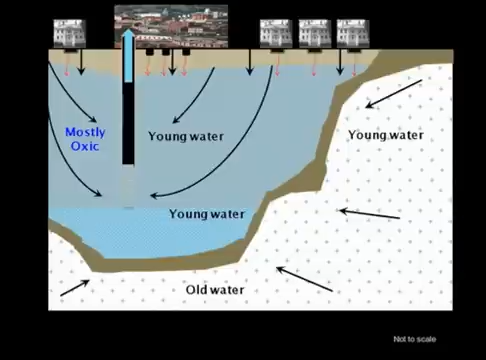 Mostly
Oxic
Young water
Young water
Young water
Old water
Not to scale